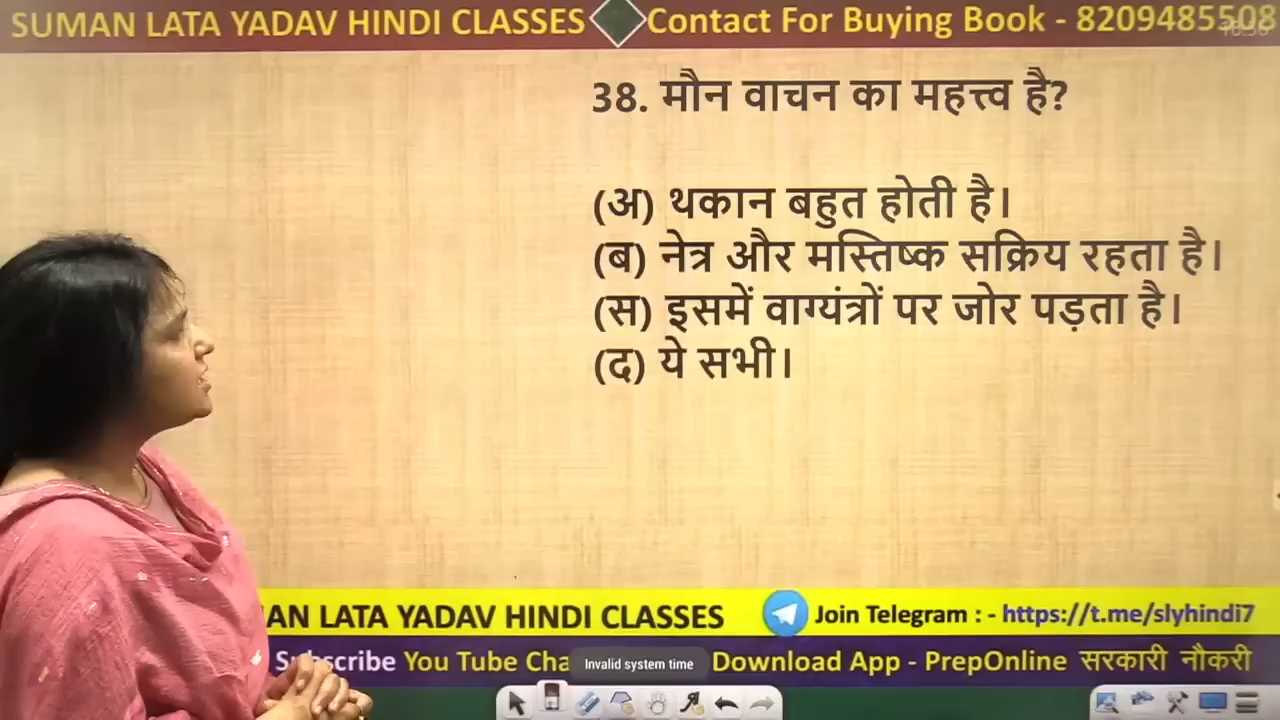 SUMAN LATA YADAV HINDI CLASSES Contact For Buying Book - 8209485508
38. मौन वाचन का महत्त्व है?
(अ) थकान बहुत होती है।
(ब) नेत्र और मस्तिष्क सक्रिय रहता है।
(स) इसमें वाग्यंत्रों पर जोर पड़ता है।
(द) ये सभी।
AN LATA YADAV HINDI CLASSES Join Telegram : - https://t.me/slyhindi7
Subscribe You Tube Cha Invalid system time Download App - PrepOnline सरकारी नौकरी